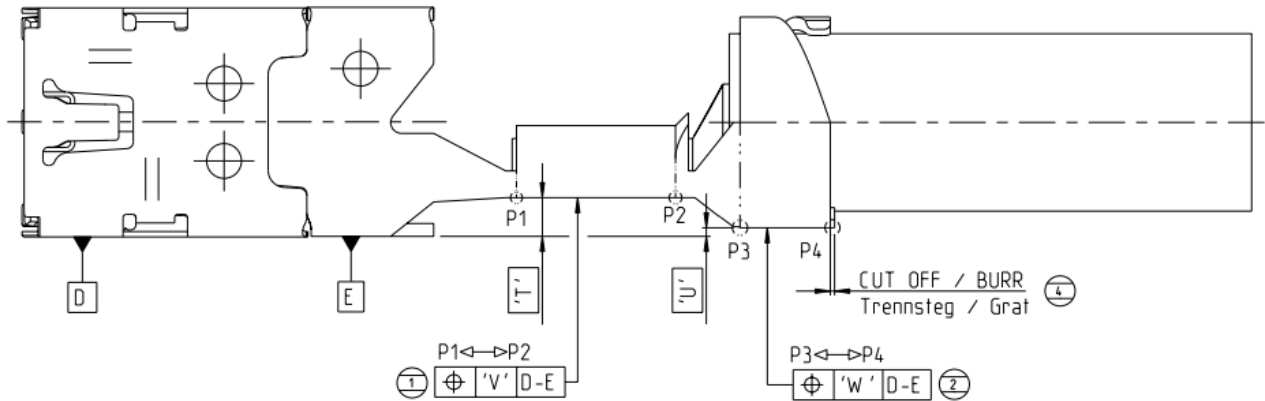 P1
P2
P3
P4
D
E
'T'
'U'
CUT OFF / BURR
Trennsteg / Grat
4
P1 P2
1 ⌖ 'V' D-E
P3 P4
⌖ 'W' D-E 2